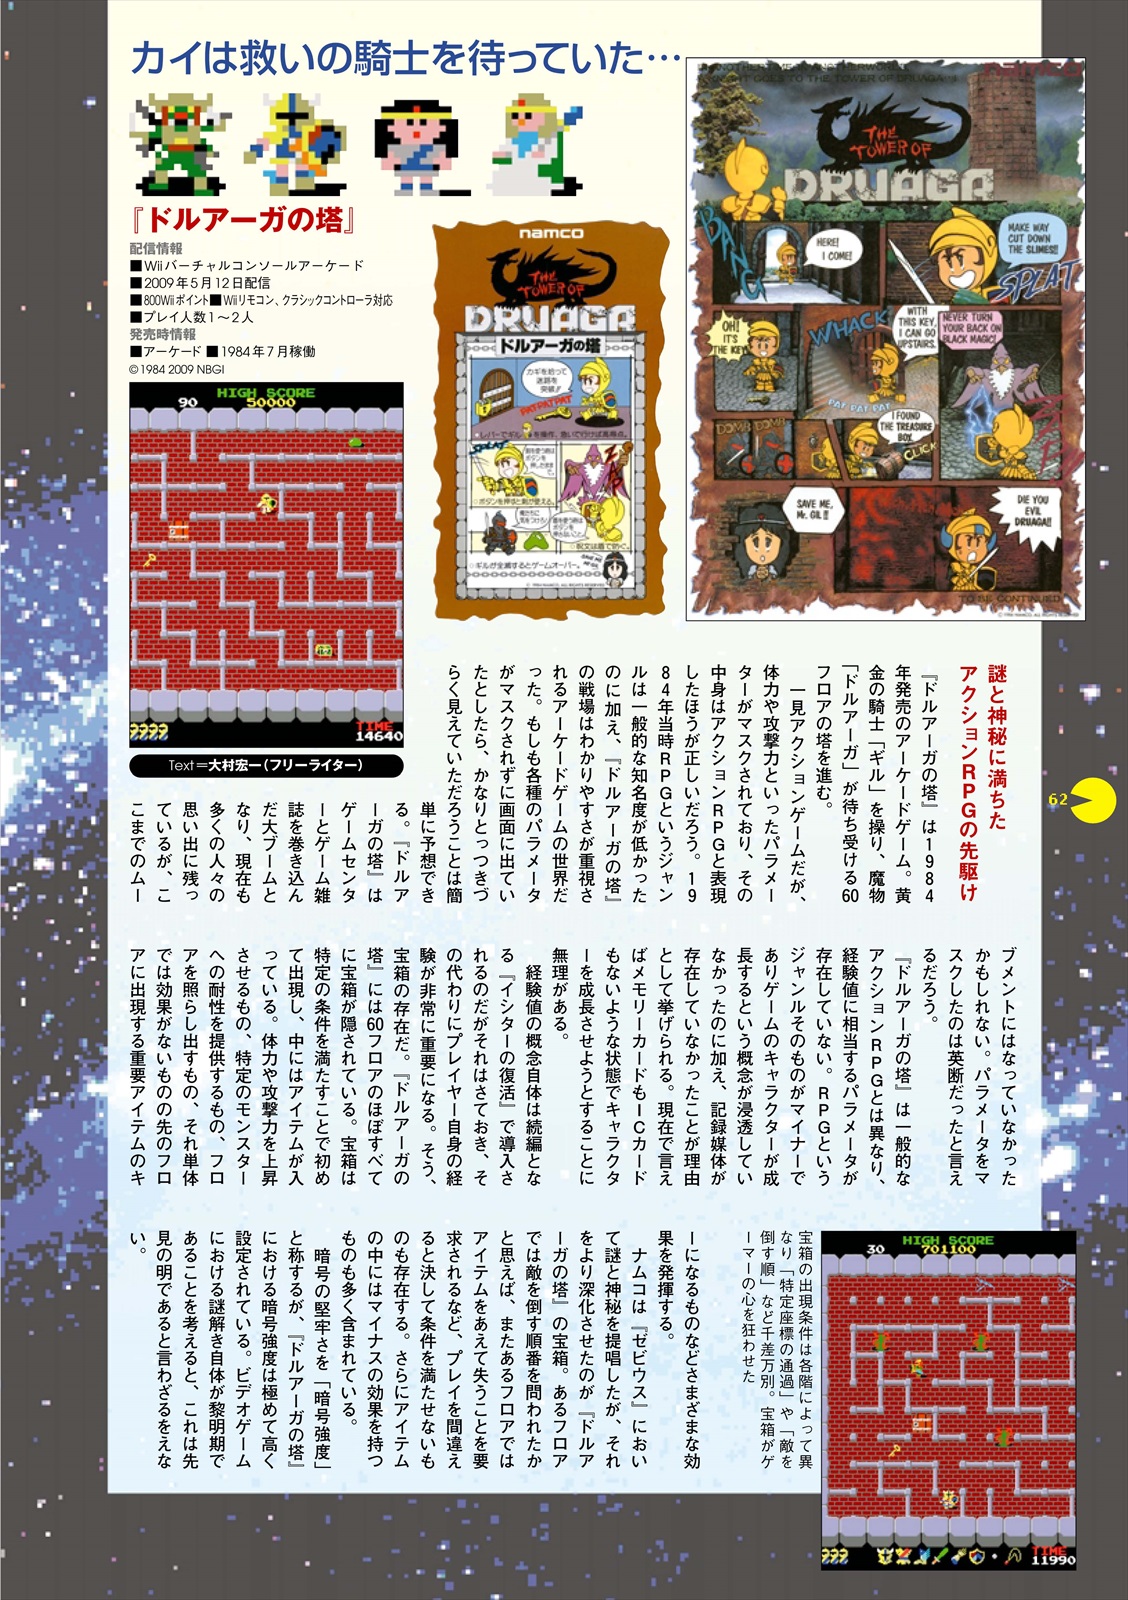 カイは救いの騎士を待っていた…
『ドルアーガの塔』
配信情報
■Wiiバーチャルコンソールアーケード
■2009年5月12日配信
■800Wiiポイント■Wiiリモコン、クラシックコントローラ対応
■プレイ人数1〜2人
発売時情報
■アーケード ■1984年7月稼働
©1984 2009 NBGI
HIGH SCORE
90 50000
TIME
14640
Text=大村宏一(フリーライター)
namco
THE
TOWER OF
DRUAGA
ドルアーガの塔
カギを拾って
迷路を
突破!!
PAT PAT PAT
SPLAT
ギルが全滅するとゲームオーバー。
namco
THE
TOWER OF
DRUAGA
BANG
HERE!
I COME!
MAKE WAY
CUT DOWN
THE SLIMES!!
SPLAT
OH!
IT'S
THE KEY
WHACK
WITH
THIS KEY,
I CAN GO
UPSTAIRS.
PAT PAT PAT
NEVER TURN
YOUR BACK ON
BLACK MAGIC!
DOMB DOMB
I FOUND
THE TREASURE
BOX.
CLICK
SAVE ME,
Mr. GIL!!
DIE YOU
EVIL
DRUAGA!!
TO BE CONTINUED
62
謎と神秘に満ちた
アクションRPGの先駆け
『ドルアーガの塔』は1984
年発売のアーケードゲーム。黄
金の騎士「ギル」を操り、魔物
「ドルアーガ」が待ち受ける60
フロアの塔を進む。
一見アクションゲームだが、
体力や攻撃力といったパラメー
ターがマスクされており、その
中身はアクションRPGと表現
したほうが正しいだろう。19
84年当時RPGというジャン
ルは一般的な知名度が低かった
のに加え、『ドルアーガの塔』
の戦場はわかりやすさが重視さ
れるアーケードゲームの世界だ
った。もしも各種のパラメータ
がマスクされずに画面に出てい
たとしたら、かなりとっつきづ
らく見えていただろうことは簡
単に予想でき
る。『ドルア
ーガの塔』は
ゲームセンタ
ーとゲーム雑
誌を巻き込ん
だ大ブームと
なり、現在も
多くの人々の
思い出に残っ
ているが、こ
こまでのムー
ブメントにはなっていなかった
かもしれない。パラメータをマ
スクしたのは英断だったと言え
るだろう。
『ドルアーガの塔』は一般的な
アクションRPGとは異なり、
経験値に相当するパラメータが
存在していない。RPGという
ジャンルそのものがマイナーで
ありゲームのキャラクターが成
長するという概念が浸透してい
なかったのに加え、記録媒体が
存在していなかったことが理由
として挙げられる。現在で言え
ばメモリーカードもICカード
もないような状態でキャラクタ
ーを成長させようとすることに
無理がある。
経験値の概念自体は続編とな
る『イシターの復活』で導入さ
れるのだがそれはさておき、そ
の代わりにプレイヤー自身の経
験が非常に重要になる。そう、
宝箱の存在だ。『ドルアーガの
塔』には60フロアのほぼすべて
に宝箱が隠されている。宝箱は
特定の条件を満たすことで初め
て出現し、中にはアイテムが入
っている。体力や攻撃力を上昇
させるもの、特定のモンスター
への耐性を提供するもの、フロ
アを照らし出すもの、それ単体
では効果がないものの先のフロ
アに出現する重要アイテムのキ
ーになるものなどさまざまな効
果を発揮する。
ナムコは『ゼビウス』におい
て謎と神秘を提唱したが、それ
をより深化させたのが『ドルア
ーガの塔』の宝箱。あるフロア
では敵を倒す順番を問われたか
と思えば、またあるフロアでは
アイテムをあえて失うことを要
求されるなど、プレイを間違え
ると決して条件を満たせないも
のも存在する。さらにアイテム
の中にはマイナスの効果を持つ
ものも多く含まれている。
暗号の堅牢さを「暗号強度」
と称するが、『ドルアーガの塔』
における暗号強度は極めて高く
設定されている。ビデオゲーム
における謎解き自体が黎明期で
あることを考えると、これは先
見の明であると言わざるをえな
い。
宝箱の出現条件は各階によって異
なり「特定座標の通過」や「敵を
倒す順」など千差万別。宝箱がゲ
ーマーの心を狂わせた
HIGH SCORE
30 701100
TIME
11990